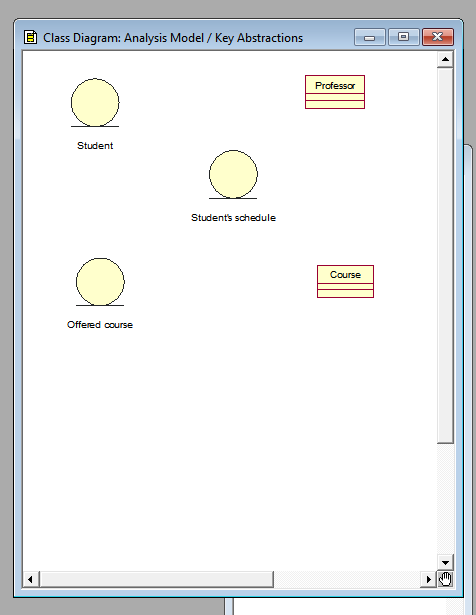 Class Diagram: Analysis Model / Key Abstractions
Student
Professor
Student's schedule
Offered course
Course